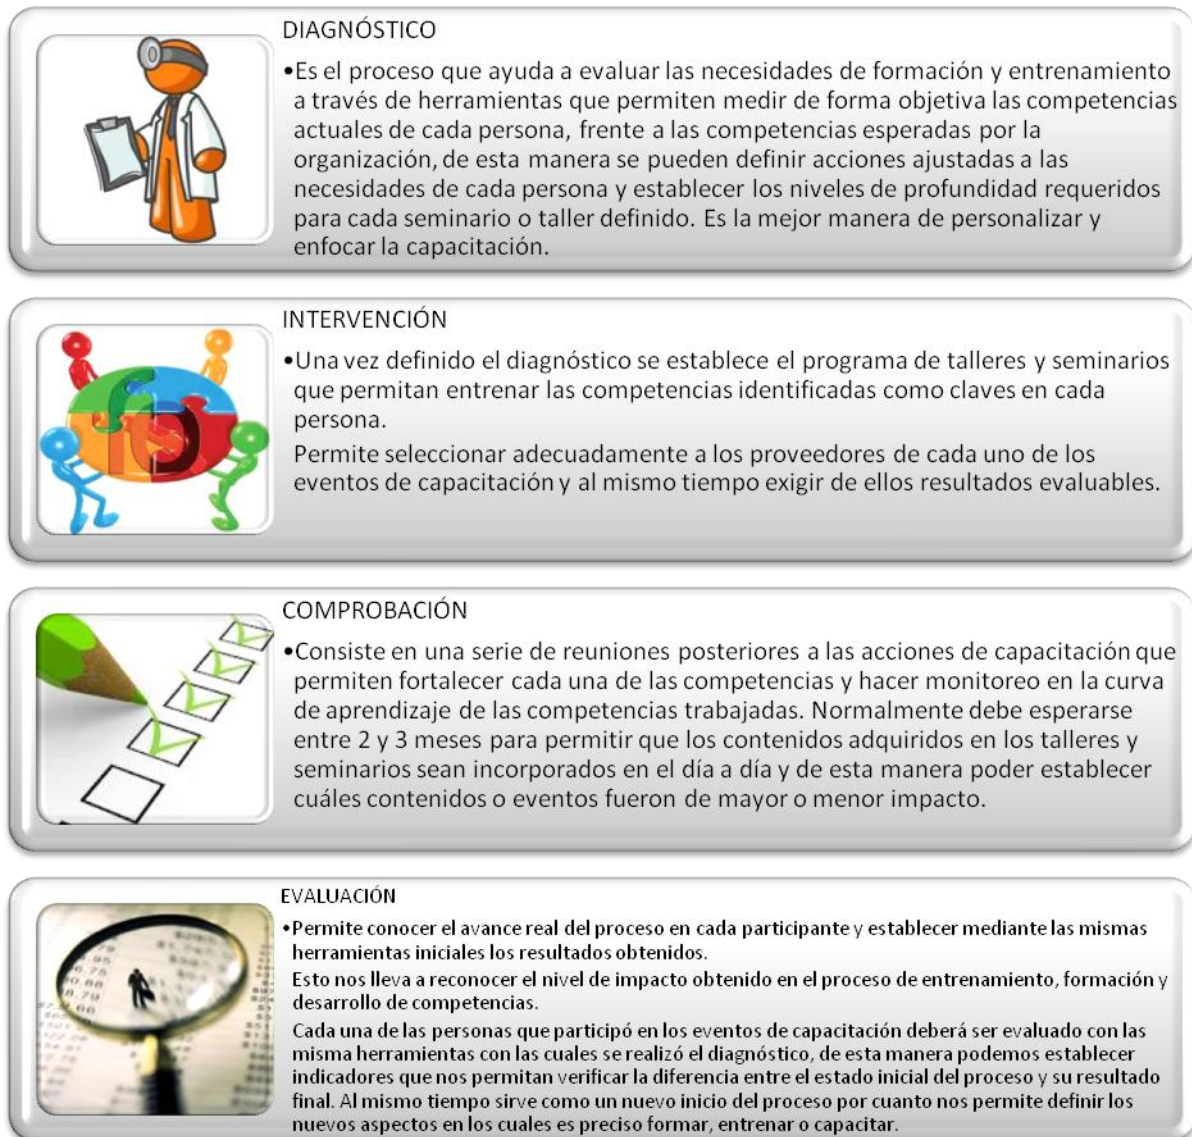 DIAGNÓSTICO
•Es el proceso que ayuda a evaluar las necesidades de formación y entrenamiento
a través de herramientas que permiten medir de forma objetiva las competencias
actuales de cada persona, frente a las competencias esperadas por la
organización, de esta manera se pueden definir acciones ajustadas a las
necesidades de cada persona y establecer los niveles de profundidad requeridos
para cada seminario o taller definido. Es la mejor manera de personalizar y
enfocar la capacitación.
INTERVENCIÓN
•Una vez definido el diagnóstico se establece el programa de talleres y seminarios
que permitan entrenar las competencias identificadas como claves en cada
persona.
Permite seleccionar adecuadamente a los proveedores de cada uno de los
eventos de capacitación y al mismo tiempo exigir de ellos resultados evaluables.
COMPROBACIÓN
•Consiste en una serie de reuniones posteriores a las acciones de capacitación que
permiten fortalecer cada una de las competencias y hacer monitoreo en la curva
de aprendizaje de las competencias trabajadas. Normalmente debe esperarse
entre 2 y 3 meses para permitir que los contenidos adquiridos en los talleres y
seminarios sean incorporados en el día a día y de esta manera poder establecer
cuáles contenidos o eventos fueron de mayor o menor impacto.
EVALUACIÓN
•Permite conocer el avance real del proceso en cada participante y establecer mediante las mismas
herramientas iniciales los resultados obtenidos.
Esto nos lleva a reconocer el nivel de impacto obtenido en el proceso de entrenamiento, formación y
desarrollo de competencias.
Cada una de las personas que participó en los eventos de capacitación deberá ser evaluado con las
misma herramientas con las cuales se realizó el diagnóstico, de esta manera podemos establecer
indicadores que nos permitan verificar la diferencia entre el estado inicial del proceso y su resultado
final. Al mismo tiempo sirve como un nuevo inicio del proceso por cuanto nos permite definir los
nuevos aspectos en los cuales es preciso formar, entrenar o capacitar.